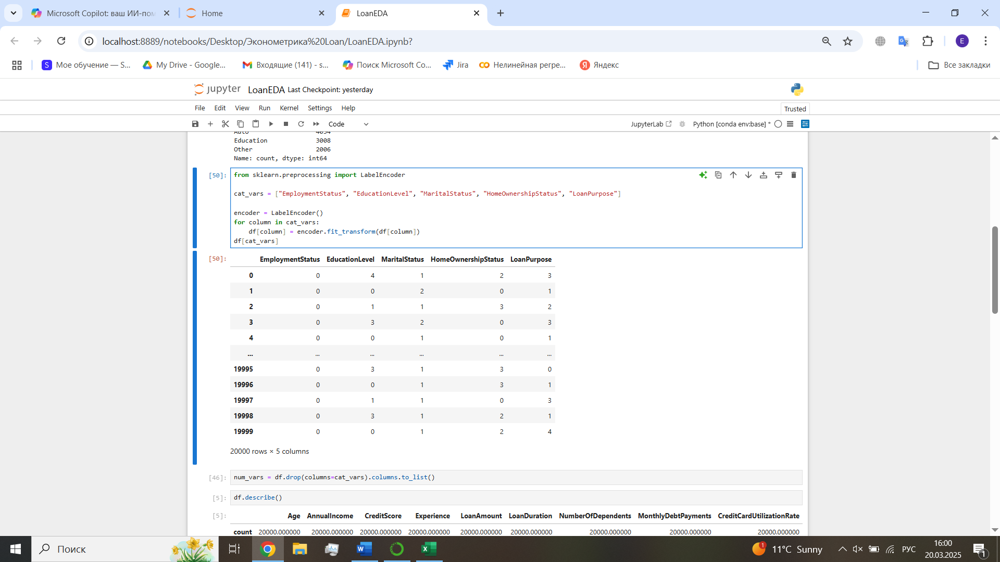 Microsoft Copilot: ваш ИИ-пом
Home
LoanEDA
localhost:8889/notebooks/Desktop/Эконометрика%20Loan/LoanEDA.ipynb?
E
Мое обучение — S...
My Drive - Google...
Входящие (141) - s...
Поиск Microsoft Co...
Jira
Нелинейная регре...
Яндекс
Все закладки
jupyter LoanEDA Last Checkpoint: yesterday
File Edit View Run Kernel Settings Help
Trusted
Code
JupyterLab
Python [conda env:base] *
Auto 4034
Education 3008
Other 2006
Name: count, dtype: int64
[50]:
from sklearn.preprocessing import LabelEncoder
cat_vars = ["EmploymentStatus", "EducationLevel", "MaritalStatus", "HomeOwnershipStatus", "LoanPurpose"]
encoder = LabelEncoder()
for column in cat_vars:
    df[column] = encoder.fit_transform(df[column])
df[cat_vars]
[50]:
EmploymentStatus EducationLevel MaritalStatus HomeOwnershipStatus LoanPurpose
0 0 4 1 2 3
1 0 0 2 0 1
2 0 1 1 3 2
3 0 3 2 0 3
4 0 0 1 0 1
... ... ... ... ... ...
19995 0 3 1 3 0
19996 0 0 1 3 1
19997 0 1 1 0 3
19998 0 3 1 2 1
19999 0 0 1 2 4
20000 rows × 5 columns
[46]:
num_vars = df.drop(columns=cat_vars).columns.to_list()
[5]:
df.describe()
[5]:
Age AnnualIncome CreditScore Experience LoanAmount LoanDuration NumberOfDependents MonthlyDebtPayments CreditCardUtilizationRate
count 20000.000000 20000.000000 20000.000000 20000.000000 20000.000000 20000.000000 20000.000000 20000.000000 20000.000000
Поиск
1
11°C Sunny
РУС
16:00
20.03.2025
1